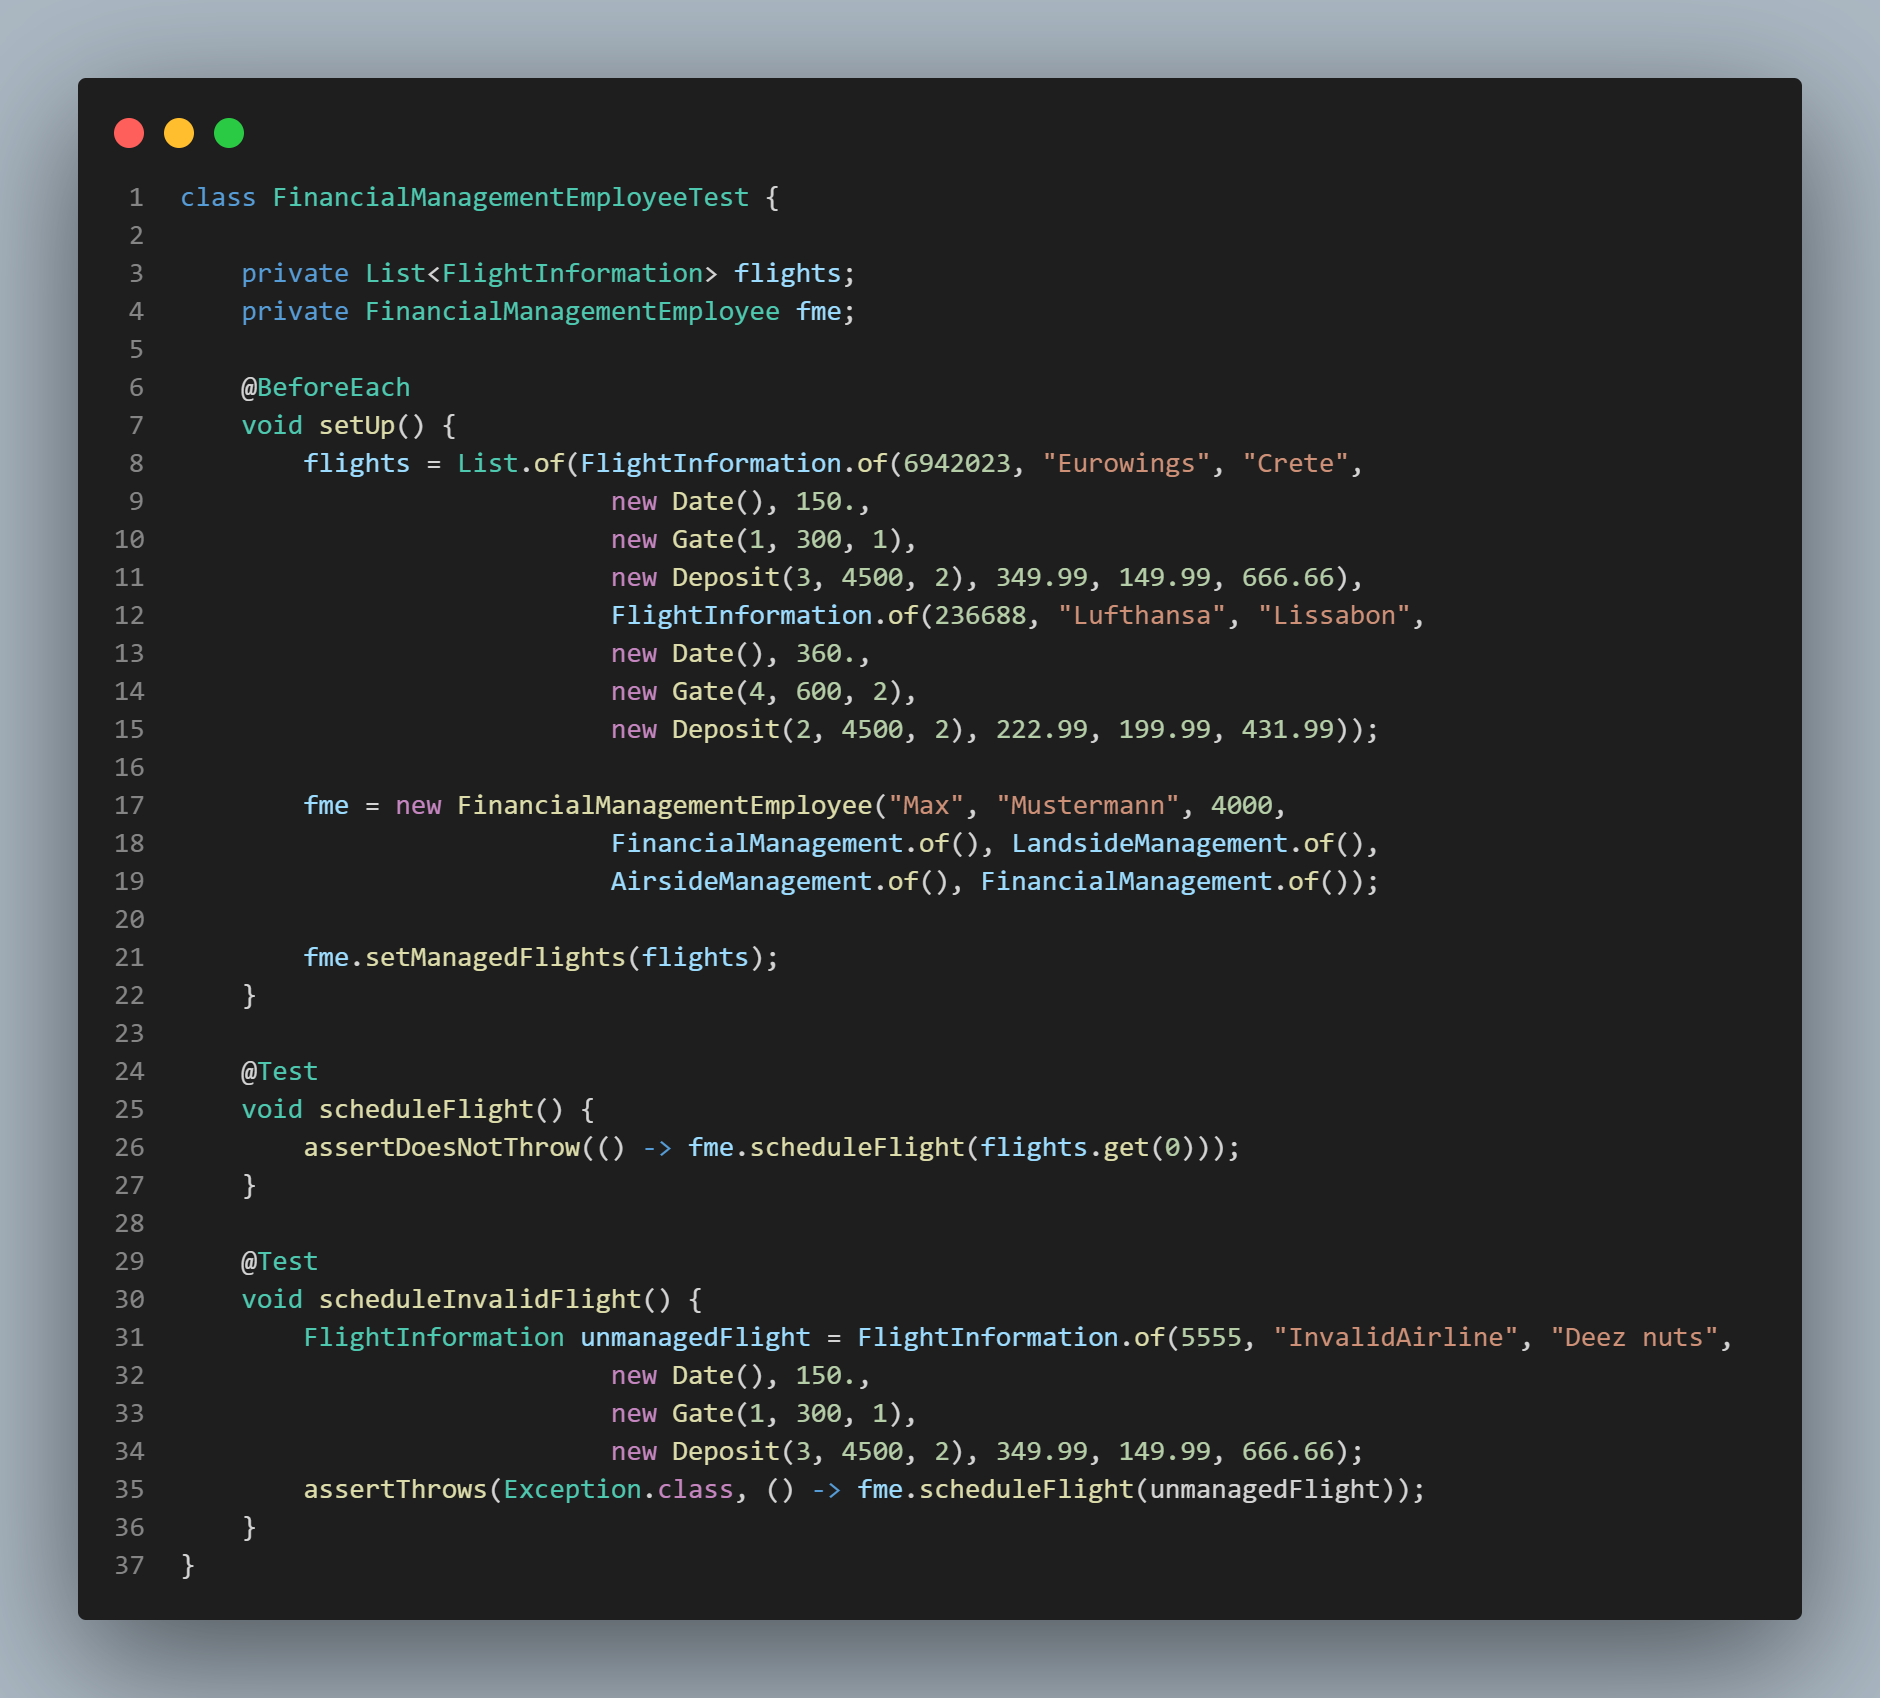 1 class FinancialManagementEmployeeTest {
2
3     private List<FlightInformation> flights;
4     private FinancialManagementEmployee fme;
5
6     @BeforeEach
7     void setUp() {
8         flights = List.of(FlightInformation.of(6942023, "Eurowings", "Crete",
9                             new Date(), 150.,
10                             new Gate(1, 300, 1),
11                             new Deposit(3, 4500, 2), 349.99, 149.99, 666.66),
12                             FlightInformation.of(236688, "Lufthansa", "Lissabon",
13                             new Date(), 360.,
14                             new Gate(4, 600, 2),
15                             new Deposit(2, 4500, 2), 222.99, 199.99, 431.99));
16
17         fme = new FinancialManagementEmployee("Max", "Mustermann", 4000,
18                             FinancialManagement.of(), LandsideManagement.of(),
19                             AirsideManagement.of(), FinancialManagement.of());
20
21         fme.setManagedFlights(flights);
22     }
23
24     @Test
25     void scheduleFlight() {
26         assertDoesNotThrow(() -> fme.scheduleFlight(flights.get(0)));
27     }
28
29     @Test
30     void scheduleInvalidFlight() {
31         FlightInformation unmanagedFlight = FlightInformation.of(5555, "InvalidAirline", "Deez nuts",
32                             new Date(), 150.,
33                             new Gate(1, 300, 1),
34                             new Deposit(3, 4500, 2), 349.99, 149.99, 666.66);
35         assertThrows(Exception.class, () -> fme.scheduleFlight(unmanagedFlight));
36     }
37 }